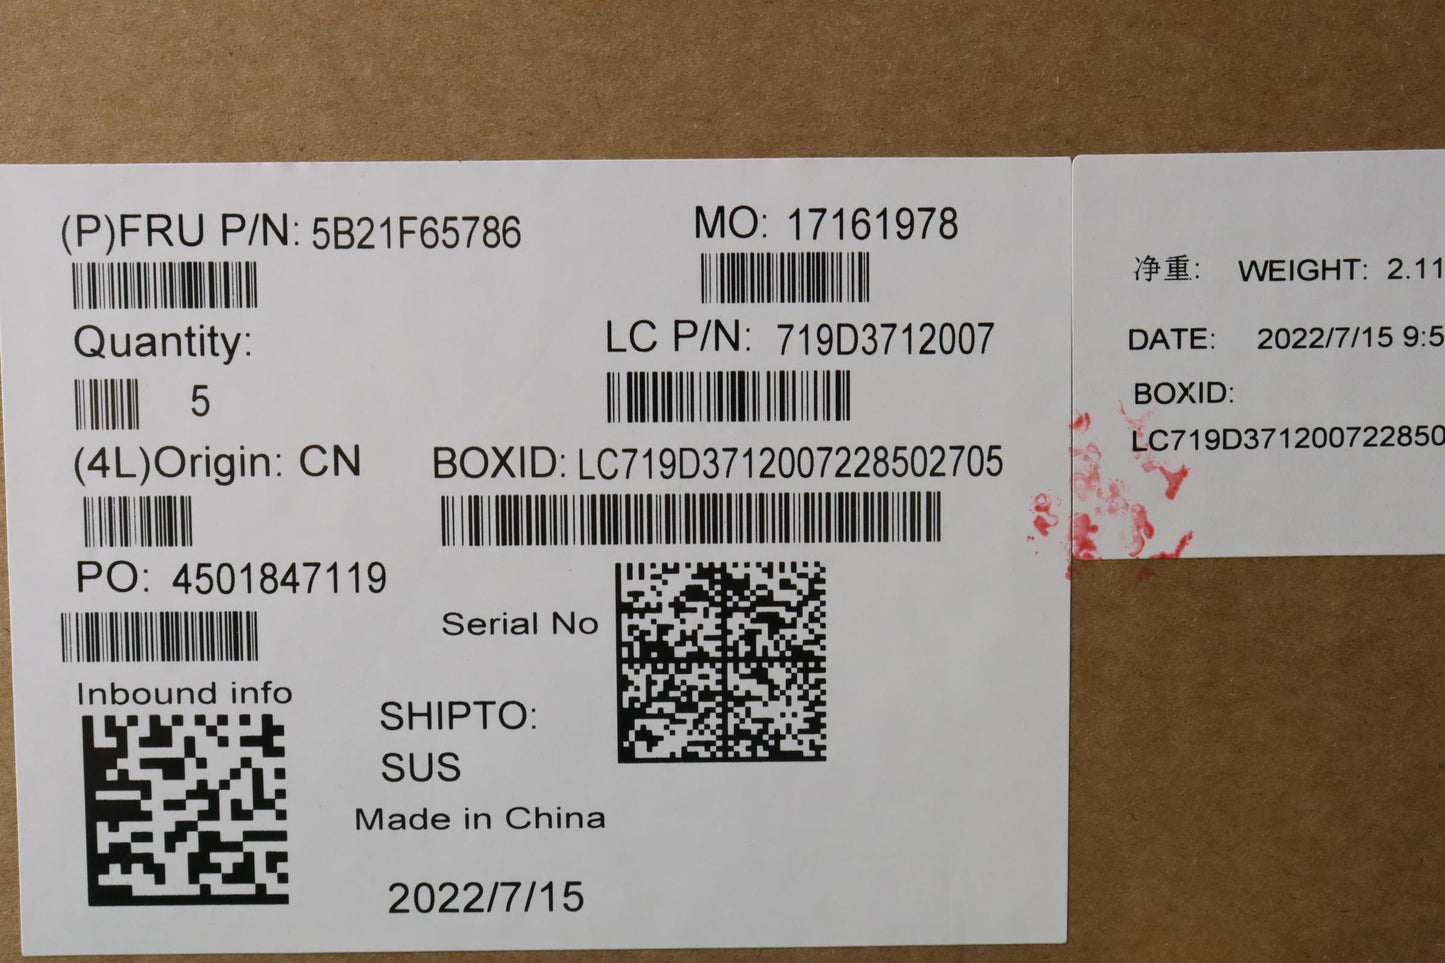 (P)FRU P/N: 5B21F65786
MO: 17161978
Quantity:
5
LC P/N: 719D3712007
(4L)Origin: CN
BOXID: LC719D3712007228502705
PO: 4501847119
Serial No
Inbound info
SHIPTO:
SUS
Made in China
2022/7/15
净重: WEIGHT: 2.11
DATE: 2022/7/15 9:5
BOXID:
LC719D371200722850